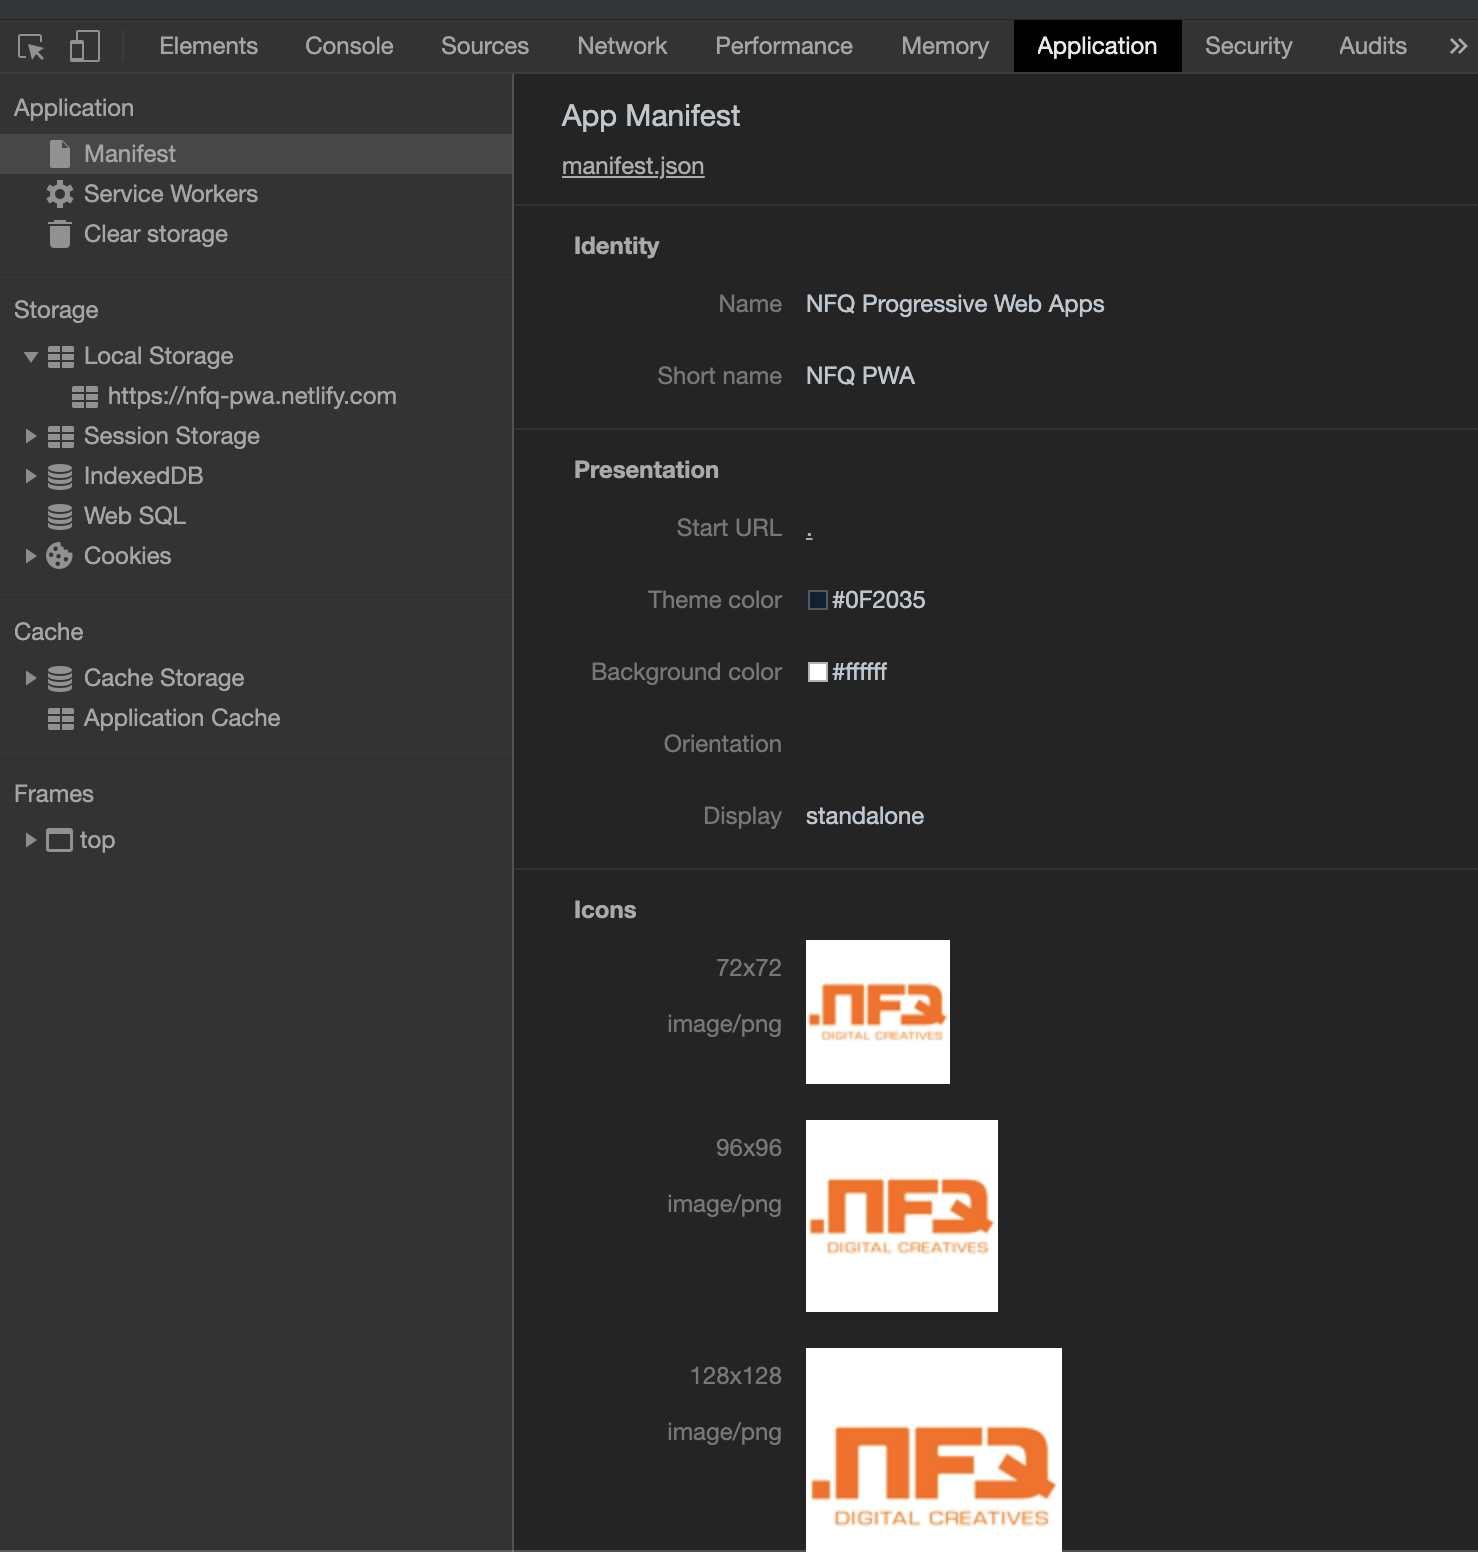 Elements Console Sources Network Performance Memory Application Security Audits »
Application
Manifest
Service Workers
Clear storage
Storage
Local Storage
https://nfq-pwa.netlify.com
Session Storage
IndexedDB
Web SQL
Cookies
Cache
Cache Storage
Application Cache
Frames
top
App Manifest
manifest.json
Identity
Name NFQ Progressive Web Apps
Short name NFQ PWA
Presentation
Start URL .
Theme color #0F2035
Background color #ffffff
Orientation
Display standalone
Icons
72x72
image/png
.NFQ
DIGITAL CREATIVES
96x96
image/png
.NFQ
DIGITAL CREATIVES
128x128
image/png
.NFQ
DIGITAL CREATIVES